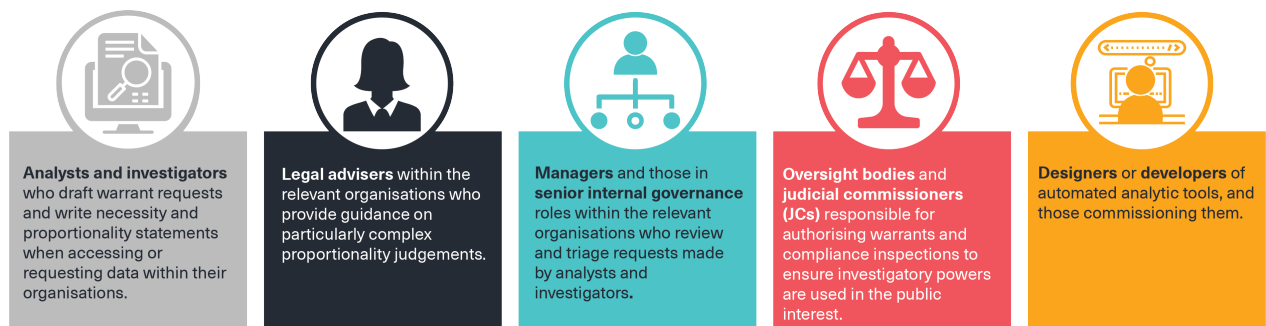 Analysts and investigators
who draft warrant requests
and write necessity and
proportionality statements
when accessing or
requesting data within their
organisations.
Legal advisers within the
relevant organisations who
provide guidance on
particularly complex
proportionality judgements.
Managers and those in
senior internal governance
roles within the relevant
organisations who review
and triage requests made
by analysts and
investigators.
Oversight bodies and
judicial commissioners
(JCs) responsible for
authorising warrants and
compliance inspections to
ensure investigatory powers
are used in the public
interest.
Designers or developers of
automated analytic tools, and
those commissioning them.